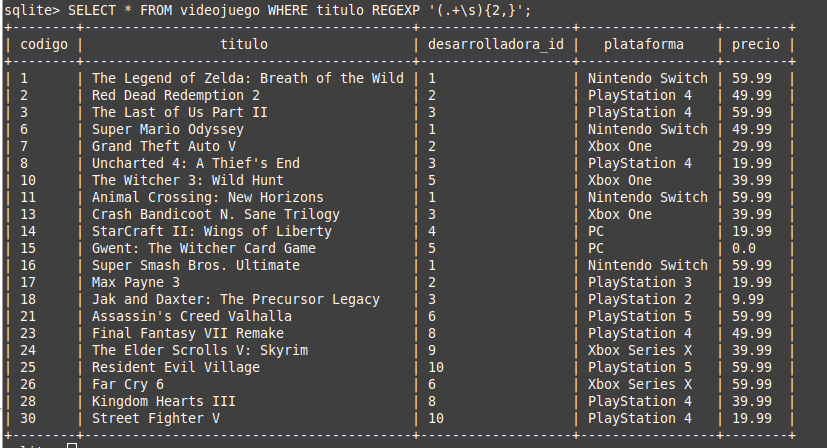 sqlite> SELECT * FROM videojuego WHERE titulo REGEXP '(.+\s){2,}';
+--------+-----------------------------------------+--------------------+-----------------+--------+
| codigo | titulo | desarrolladora_id | plataforma | precio |
+--------+-----------------------------------------+--------------------+-----------------+--------+
| 1 | The Legend of Zelda: Breath of the Wild | 1 | Nintendo Switch | 59.99 |
| 2 | Red Dead Redemption 2 | 2 | PlayStation 4 | 49.99 |
| 3 | The Last of Us Part II | 3 | PlayStation 4 | 59.99 |
| 6 | Super Mario Odyssey | 1 | Nintendo Switch | 49.99 |
| 7 | Grand Theft Auto V | 2 | Xbox One | 29.99 |
| 8 | Uncharted 4: A Thief's End | 3 | PlayStation 4 | 19.99 |
| 10 | The Witcher 3: Wild Hunt | 5 | Xbox One | 39.99 |
| 11 | Animal Crossing: New Horizons | 1 | Nintendo Switch | 59.99 |
| 13 | Crash Bandicoot N. Sane Trilogy | 3 | Xbox One | 39.99 |
| 14 | StarCraft II: Wings of Liberty | 4 | PC | 19.99 |
| 15 | Gwent: The Witcher Card Game | 5 | PC | 0.0 |
| 16 | Super Smash Bros. Ultimate | 1 | Nintendo Switch | 59.99 |
| 17 | Max Payne 3 | 2 | PlayStation 3 | 19.99 |
| 18 | Jak and Daxter: The Precursor Legacy | 3 | PlayStation 2 | 9.99 |
| 21 | Assassin's Creed Valhalla | 6 | PlayStation 5 | 59.99 |
| 23 | Final Fantasy VII Remake | 8 | PlayStation 4 | 49.99 |
| 24 | The Elder Scrolls V: Skyrim | 9 | Xbox Series X | 39.99 |
| 25 | Resident Evil Village | 10 | PlayStation 5 | 59.99 |
| 26 | Far Cry 6 | 6 | Xbox Series X | 59.99 |
| 28 | Kingdom Hearts III | 8 | PlayStation 4 | 39.99 |
| 30 | Street Fighter V | 10 | PlayStation 4 | 19.99 |
+--------+-----------------------------------------+--------------------+-----------------+--------+